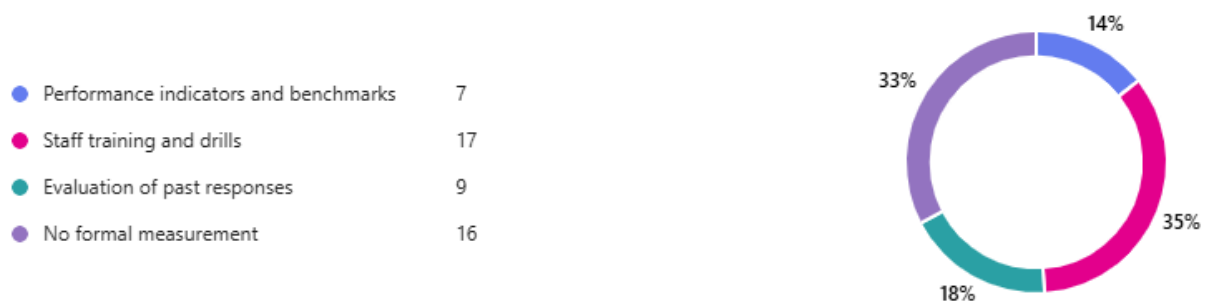 14%
33%
Performance indicators and benchmarks 7
Staff training and drills 17
Evaluation of past responses 9
35%
No formal measurement 16
18%